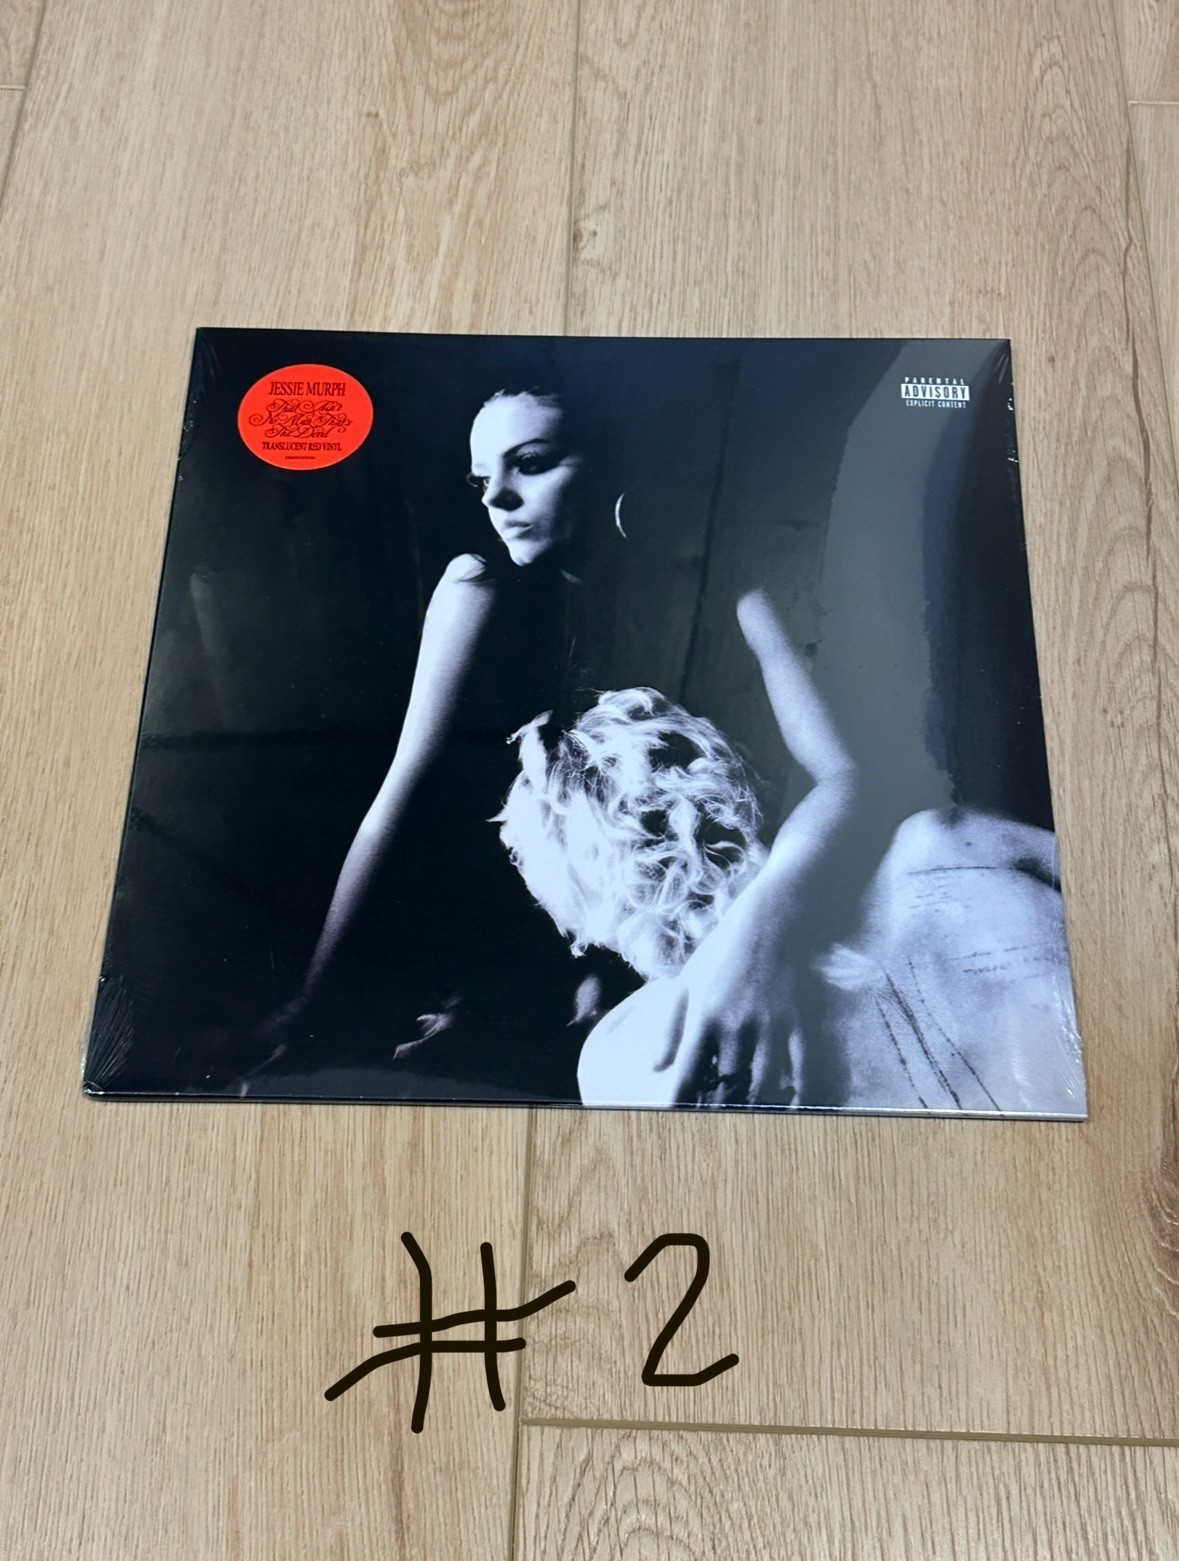 JESSIE MURPH
That Ain't
No Man That's
The Devil
TRANSLUCENT RED VINYL
PARENTAL
ADVISORY
EXPLICIT CONTENT
# 2